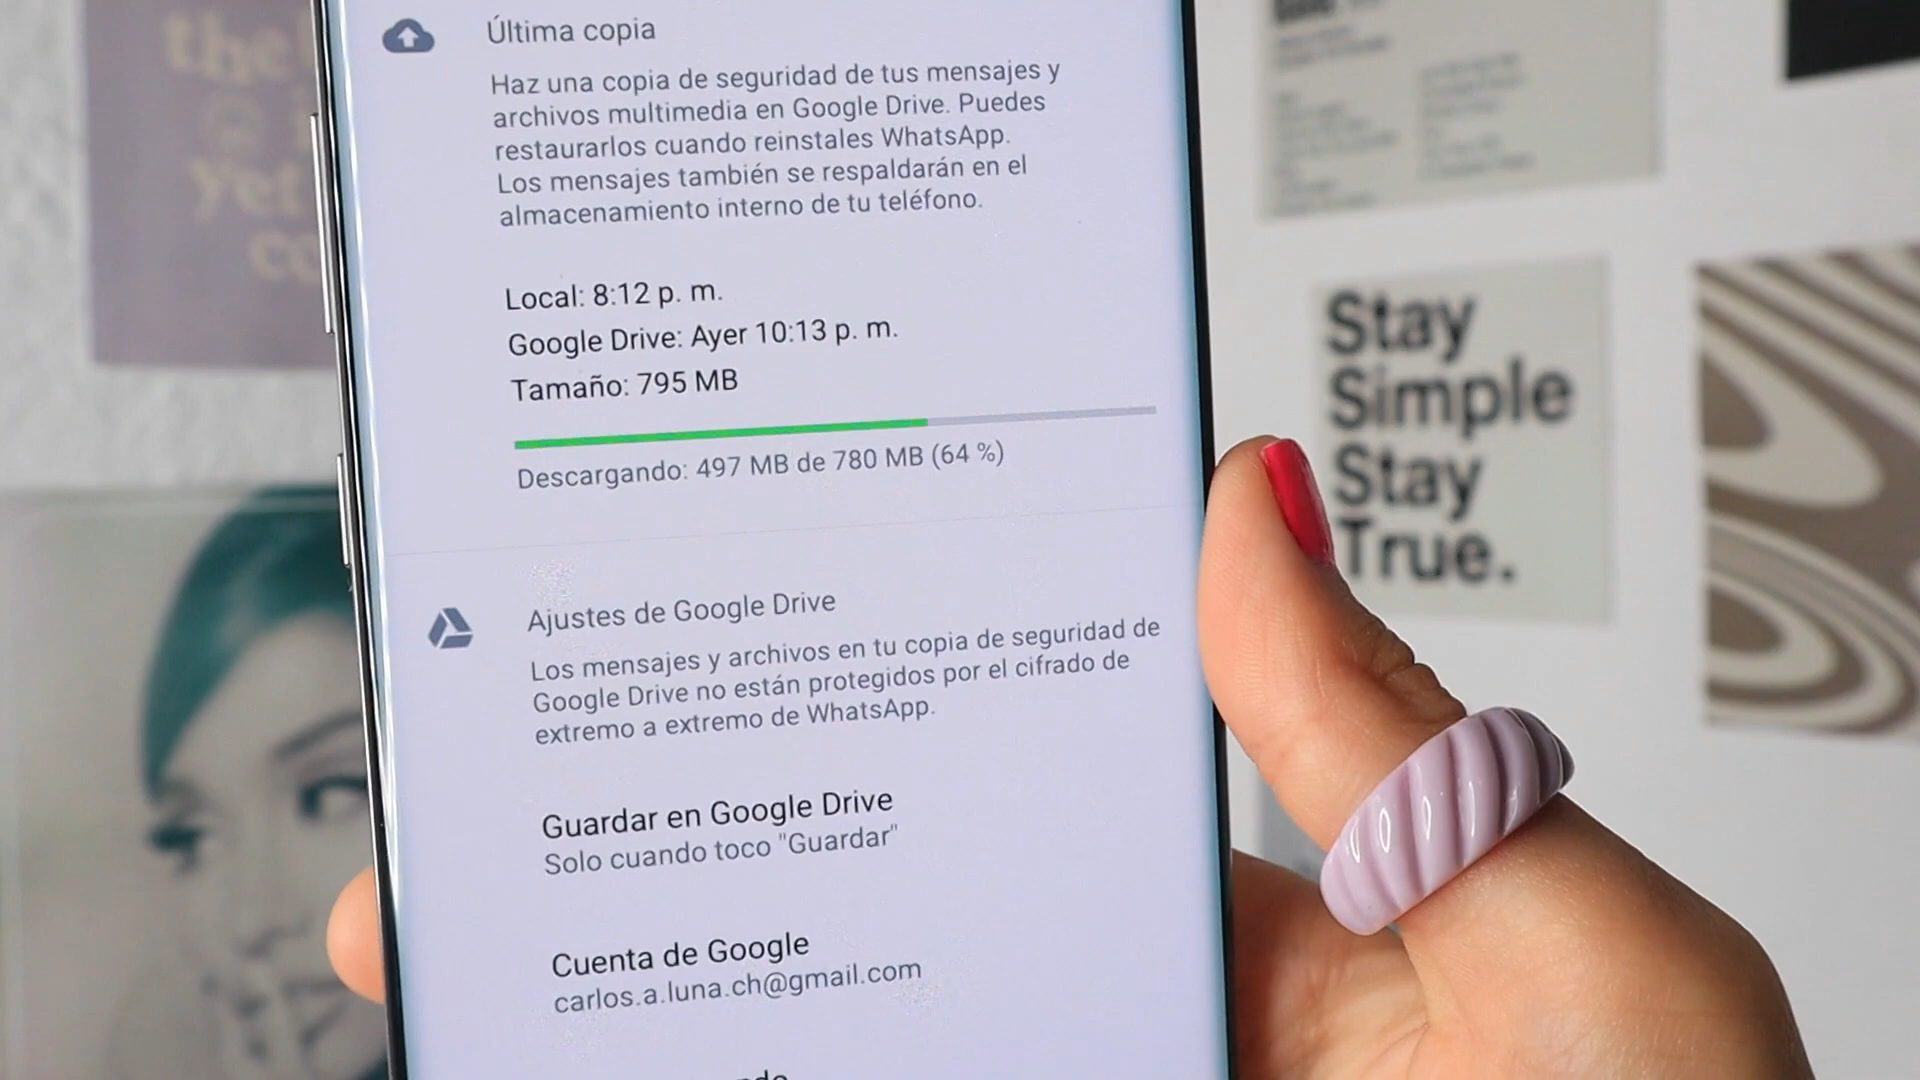 Última copia
Haz una copia de seguridad de tus mensajes y
archivos multimedia en Google Drive. Puedes
restaurarlos cuando reinstales WhatsApp.
Los mensajes también se respaldarán en el
almacenamiento interno de tu teléfono.
Local: 8:12 p. m.
Google Drive: Ayer 10:13 p. m.
Tamaño: 795 MB
Descargando: 497 MB de 780 MB (64 %)
Ajustes de Google Drive
Los mensajes y archivos en tu copia de seguridad de
Google Drive no están protegidos por el cifrado de
extremo a extremo de WhatsApp.
Guardar en Google Drive
Solo cuando toco "Guardar"
Cuenta de Google
carlos.a.luna.ch@gmail.com
Stay
Simple
Stay
True.
the
yet